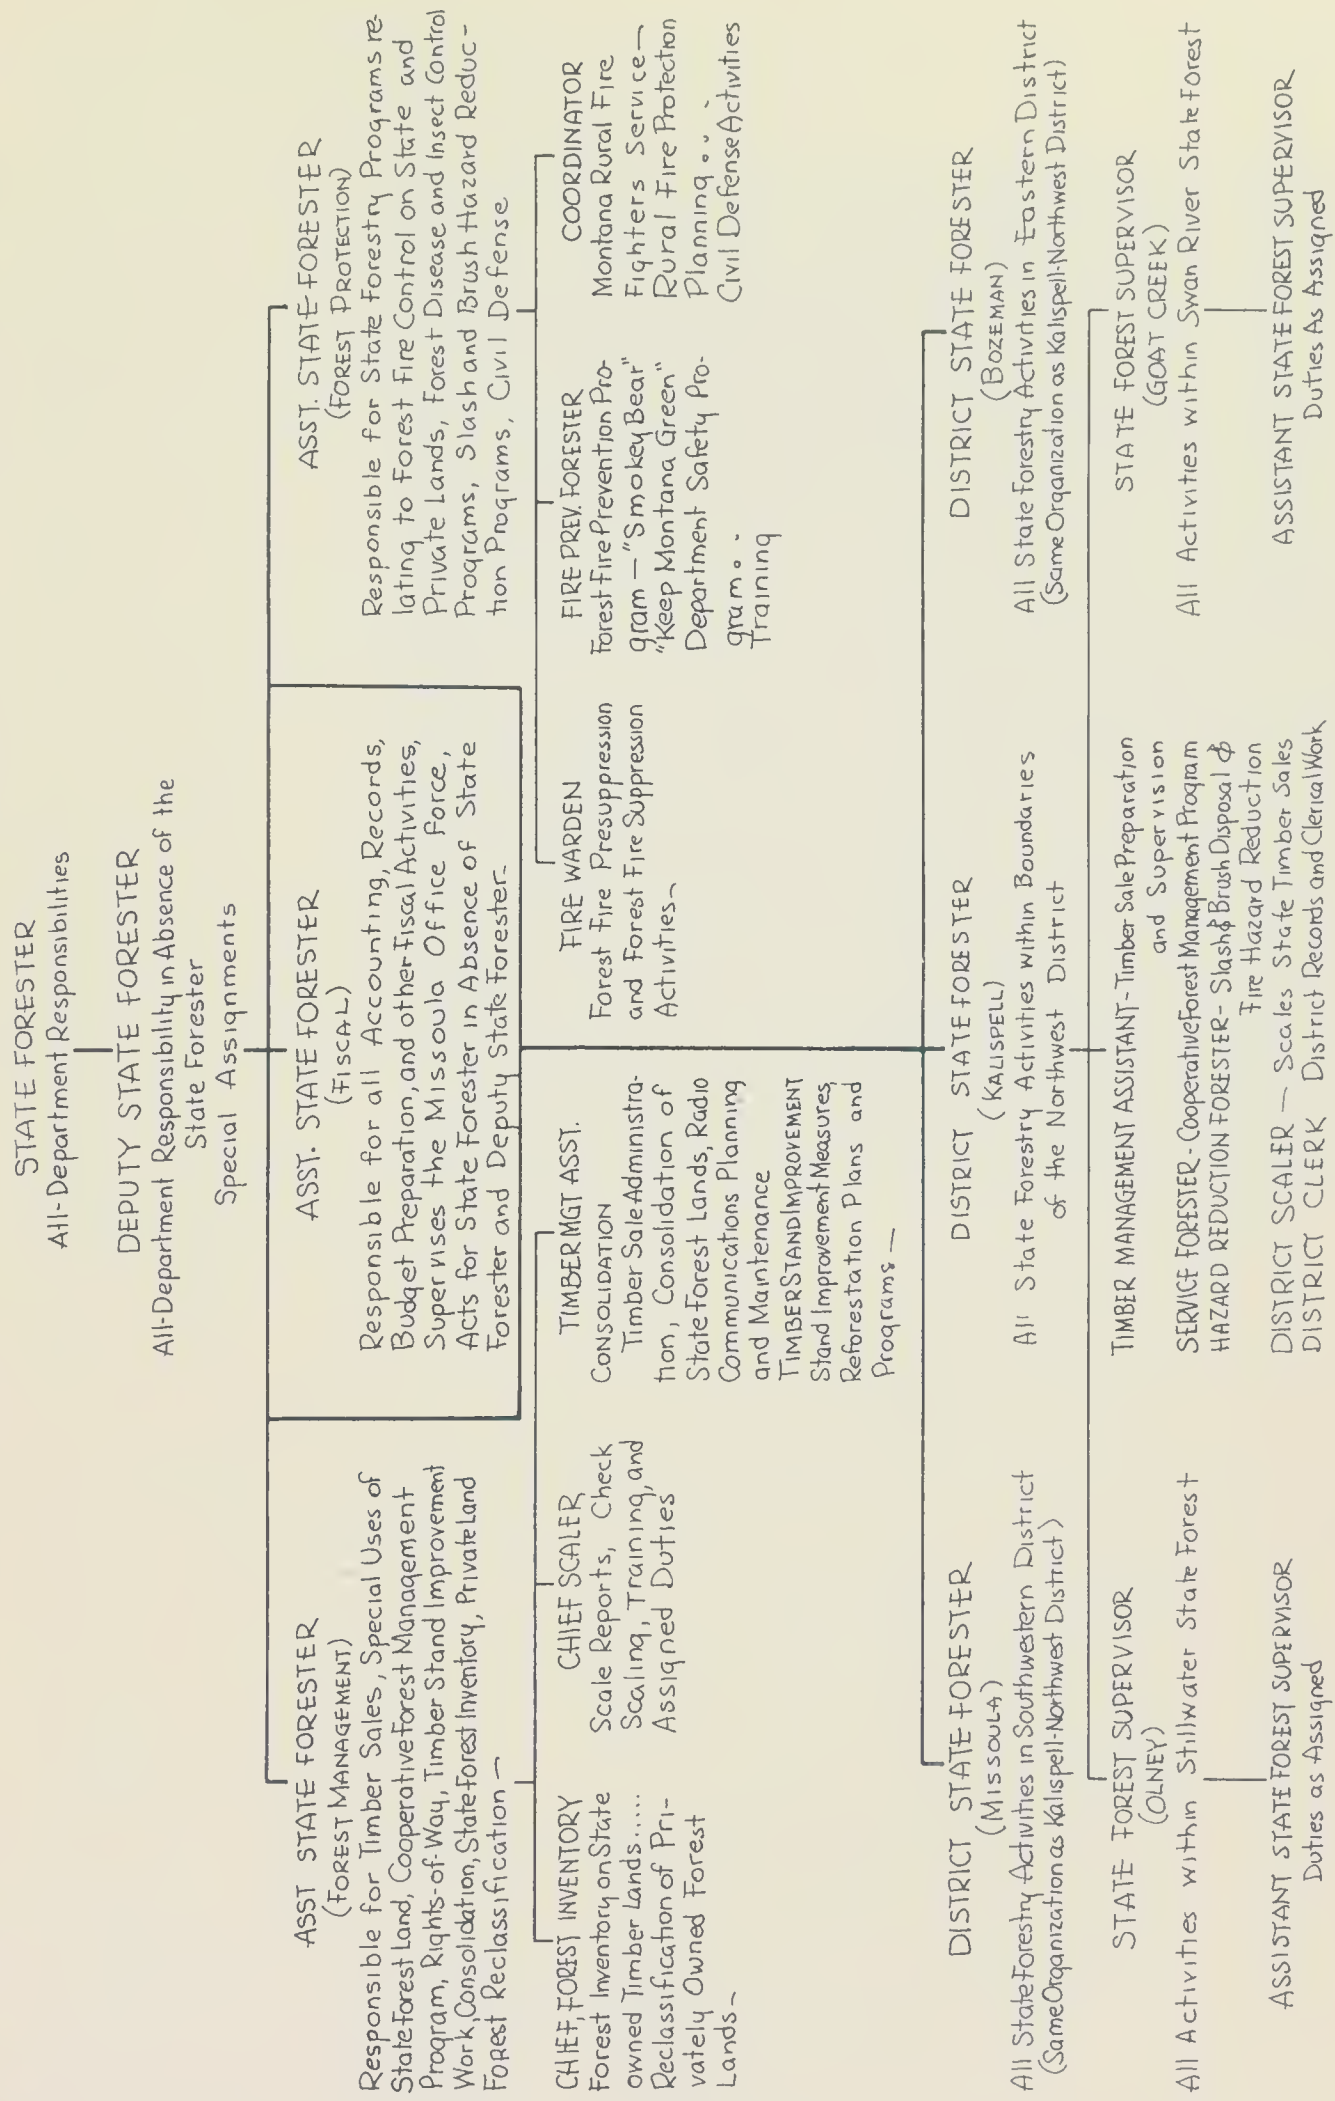 STATE FORESTER
All-Department Responsibilities
DEPUTY STATE FORESTER
All-Department Responsibility in Absence of the
State Forester
Special Assignments
ASST STATE FORESTER
(FOREST MANAGEMENT)
Responsible for Timber Sales, Special Uses of
State Forest Land, Cooperative Forest Management
Program, Rights-of-Way, Timber Stand Improvement
Work, Consolidation, State Forest Inventory, Private Land
Forest Reclassification —
ASST. STATE FORESTER
(FISCAL)
Responsible for all Accounting, Records,
Budget Preparation, and other Fiscal Activities,
Supervises the Missoula Office Force,
Acts for State Forester in Absence of State
Forester and Deputy State Forester.
ASST. STATE FORESTER
(FOREST PROTECTION)
Responsible for State Forestry Programs re-
lating to Forest Fire Control on State and
Private Lands, Forest Disease and Insect Control
Programs, Slash and Brush Hazard Reduc-
tion Programs, Civil Defense
CHIEF, FOREST INVENTORY
Forest Inventory on State
owned Timber Lands.....
Reclassification of Pri-
vately Owned Forest
Lands-
CHIEF SCALER
Scale Reports, Check
Scaling, Training, and
Assigned Duties
TIMBER MGT ASST.
CONSOLIDATION
Timber Sale Administra-
tion, Consolidation of
State Forest Lands, Radio
Communications Planning
and Maintenance
TIMBER STAND IMPROVEMENT
Stand Improvement Measures,
Reforestation Plans and
Programs —
FIRE WARDEN
Forest Fire Presuppression
and Forest Fire Suppression
Activities-
FIRE PREV. FORESTER
Forest Fire Prevention Pro-
gram — "Smokey Bear"
"Keep Montana Green"
Department Safety Pro-
gram...
Training
COORDINATOR
Montana Rural Fire
Fighters Service —
Rural Fire Protection
Planning...
Civil Defense Activities
DISTRICT STATE FORESTER
(MISSOULA)
All State Forestry Activities in Southwestern District
(Same Organization as Kalispell-Northwest District)
DISTRICT STATE FORESTER
(KALISPELL)
All State Forestry Activities within Boundaries
of the Northwest District
DISTRICT STATE FORESTER
(BOZEMAN)
All State Forestry Activities in Eastern District
(Same Organization as Kalispell-Northwest District)
STATE FOREST SUPERVISOR
(OLNEY)
All Activities within Stillwater State Forest
TIMBER MANAGEMENT ASSISTANT - Timber Sale Preparation
and Supervision
SERVICE FORESTER - Cooperative Forest Management Program
HAZARD REDUCTION FORESTER - Slash & Brush Disposal &
Fire Hazard Reduction
DISTRICT SCALER — Scales State Timber Sales
DISTRICT CLERK District Records and Clerical Work
STATE FOREST SUPERVISOR
(GOAT CREEK)
All Activities within Swan River State Forest
ASSISTANT STATE FOREST SUPERVISOR
Duties as Assigned
ASSISTANT STATE FOREST SUPERVISOR
Duties As Assigned